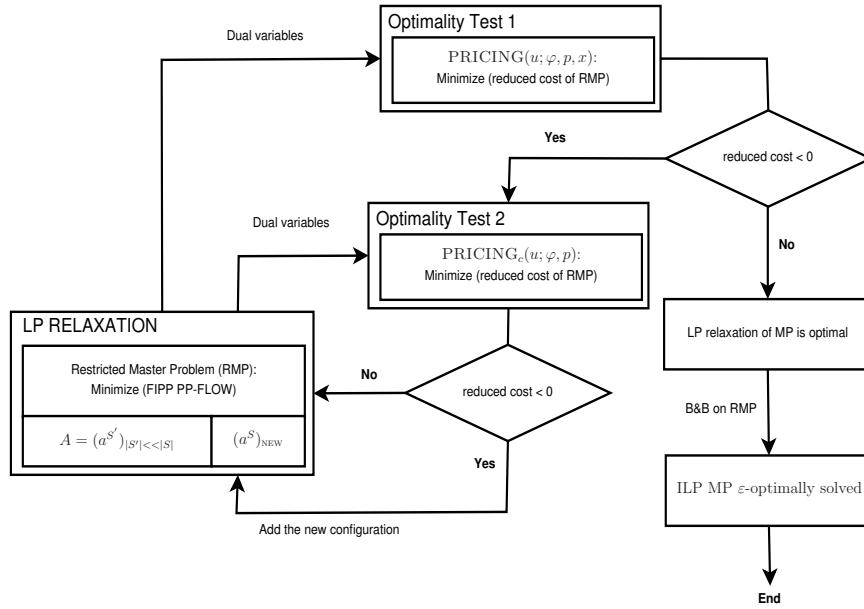 Optimality Test 1
Dual variables
PRICING(u; φ, p, x):
Minimize (reduced cost of RMP)
Yes
reduced cost < 0
Optimality Test 2
Dual variables
PRICING_c(u; φ, p):
Minimize (reduced cost of RMP)
No
LP RELAXATION
LP relaxation of MP is optimal
Restricted Master Problem (RMP):
Minimize (FIPP PP-FLOW)
No
reduced cost < 0
B&B on RMP
A = (a^{S'})_{|S'|<<|S|}
(a^S)_{NEW}
Yes
ILP MP ε-optimally solved
Add the new configuration
End